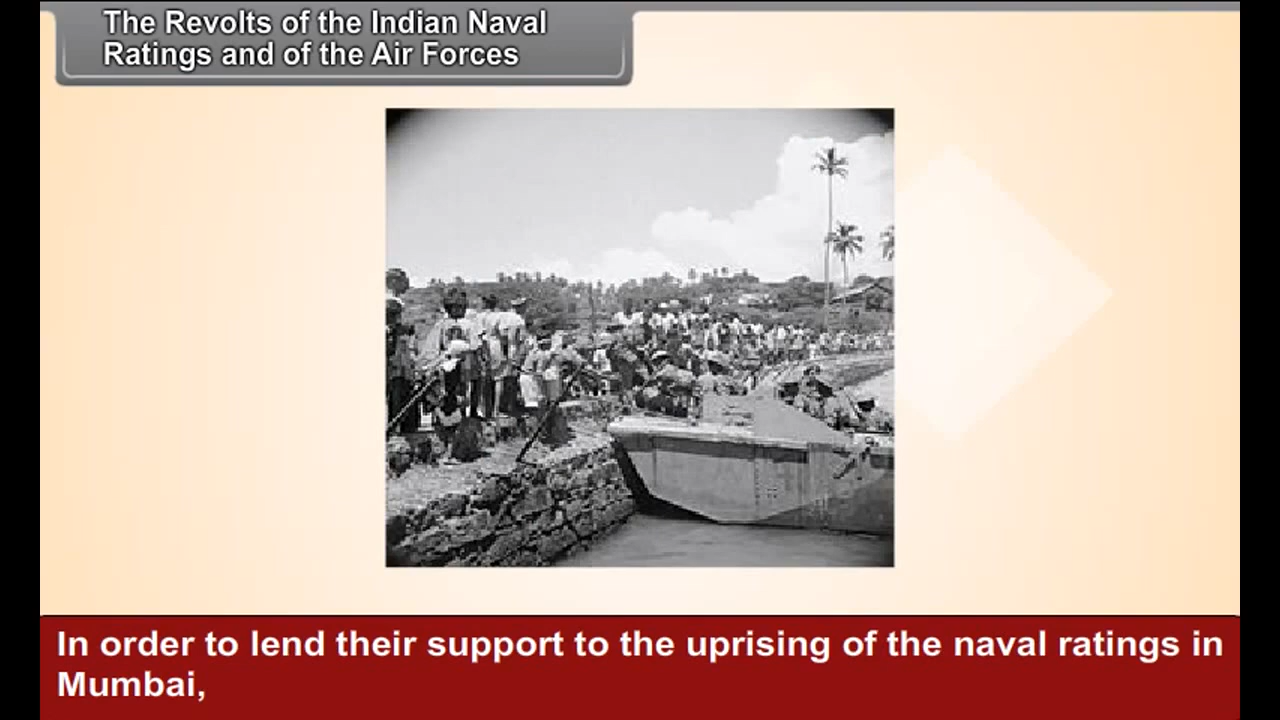 The Revolts of the Indian Naval
Ratings and of the Air Forces
In order to lend their support to the uprising of the naval ratings in
Mumbai,